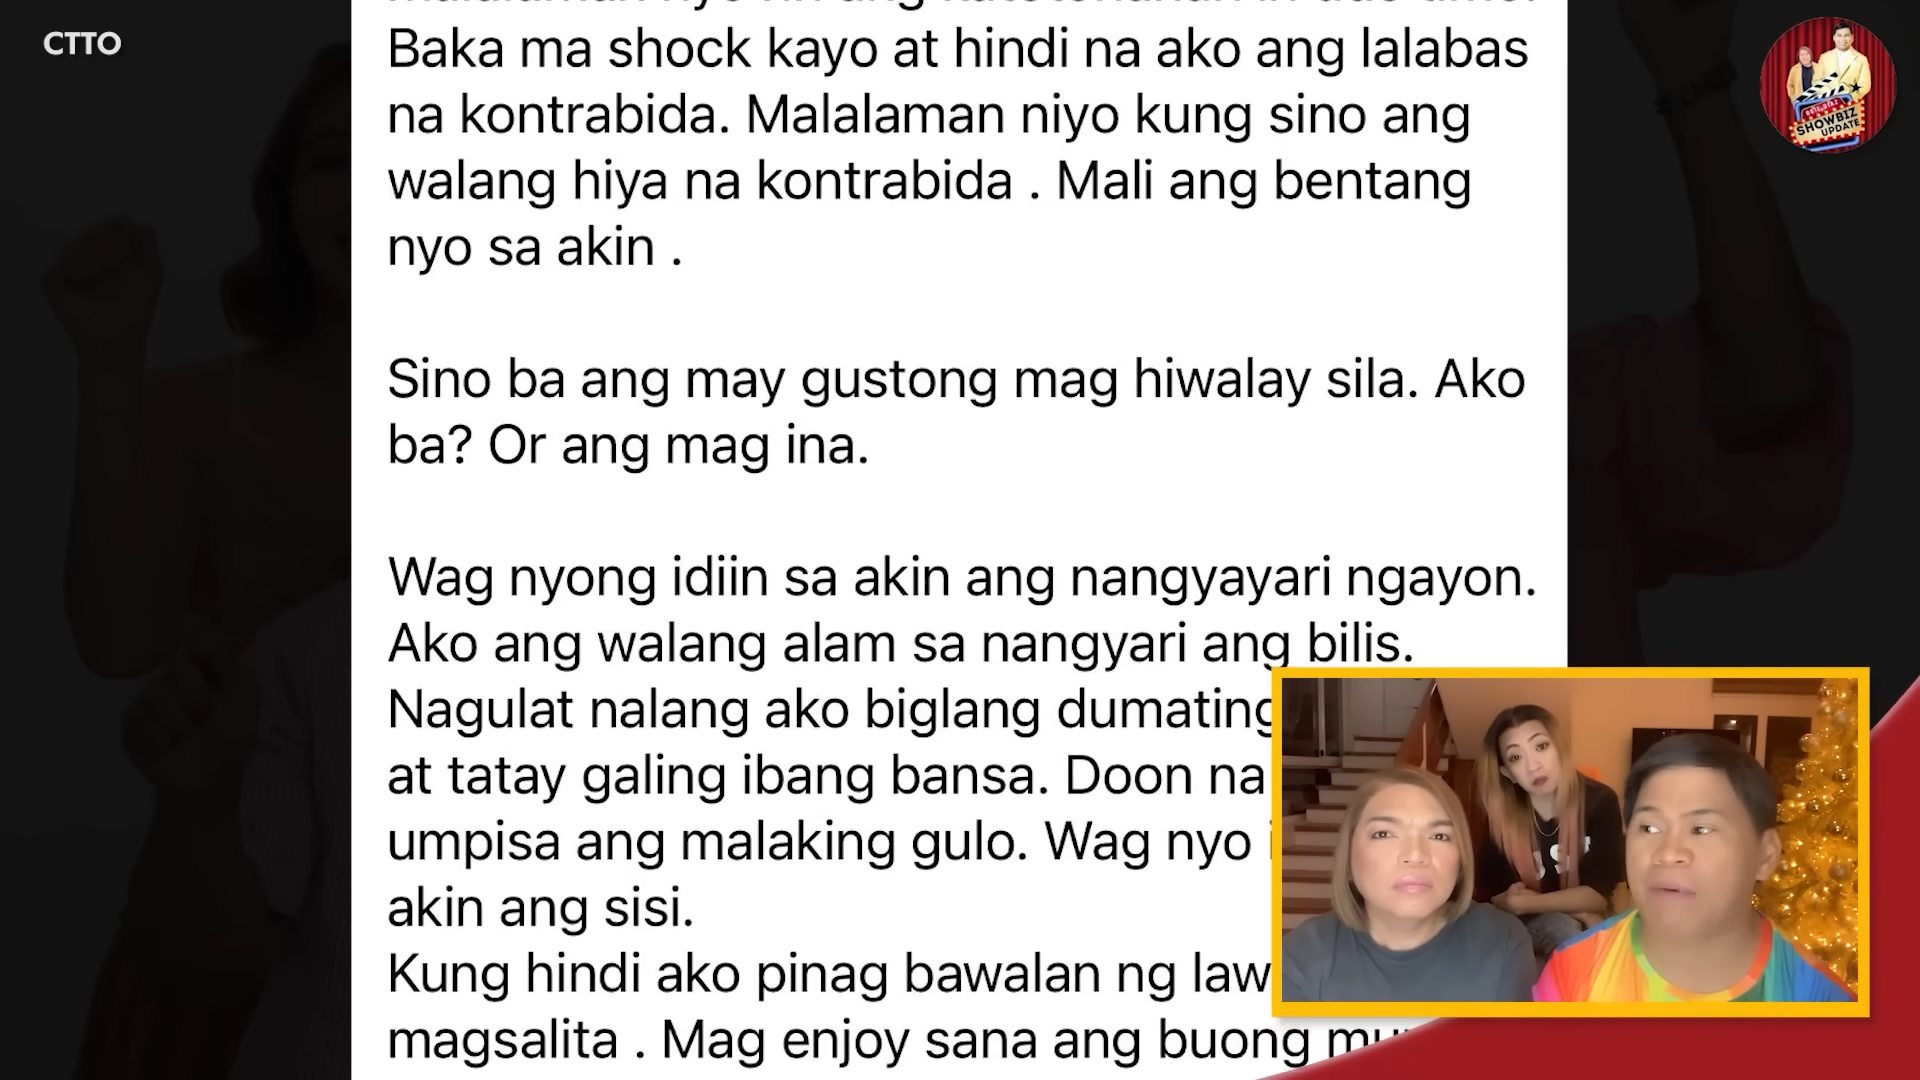 CTTO
Baka ma shock kayo at hindi na ako ang lalabas
na kontrabida. Malalaman niyo kung sino ang
walang hiya na kontrabida . Mali ang bentang
nyo sa akin .
Sino ba ang may gustong mag hiwalay sila. Ako
ba? Or ang mag ina.
Wag nyong idiin sa akin ang nangyayari ngayon.
Ako ang walang alam sa nangyari ang bilis.
Nagulat nalang ako biglang dumating
at tatay galing ibang bansa. Doon na
umpisa ang malaking gulo. Wag nyo
akin ang sisi.
Kung hindi ako pinag bawalan ng law
magsalita . Mag enjoy sana ang buong
SHOWBIZ
UPDATE